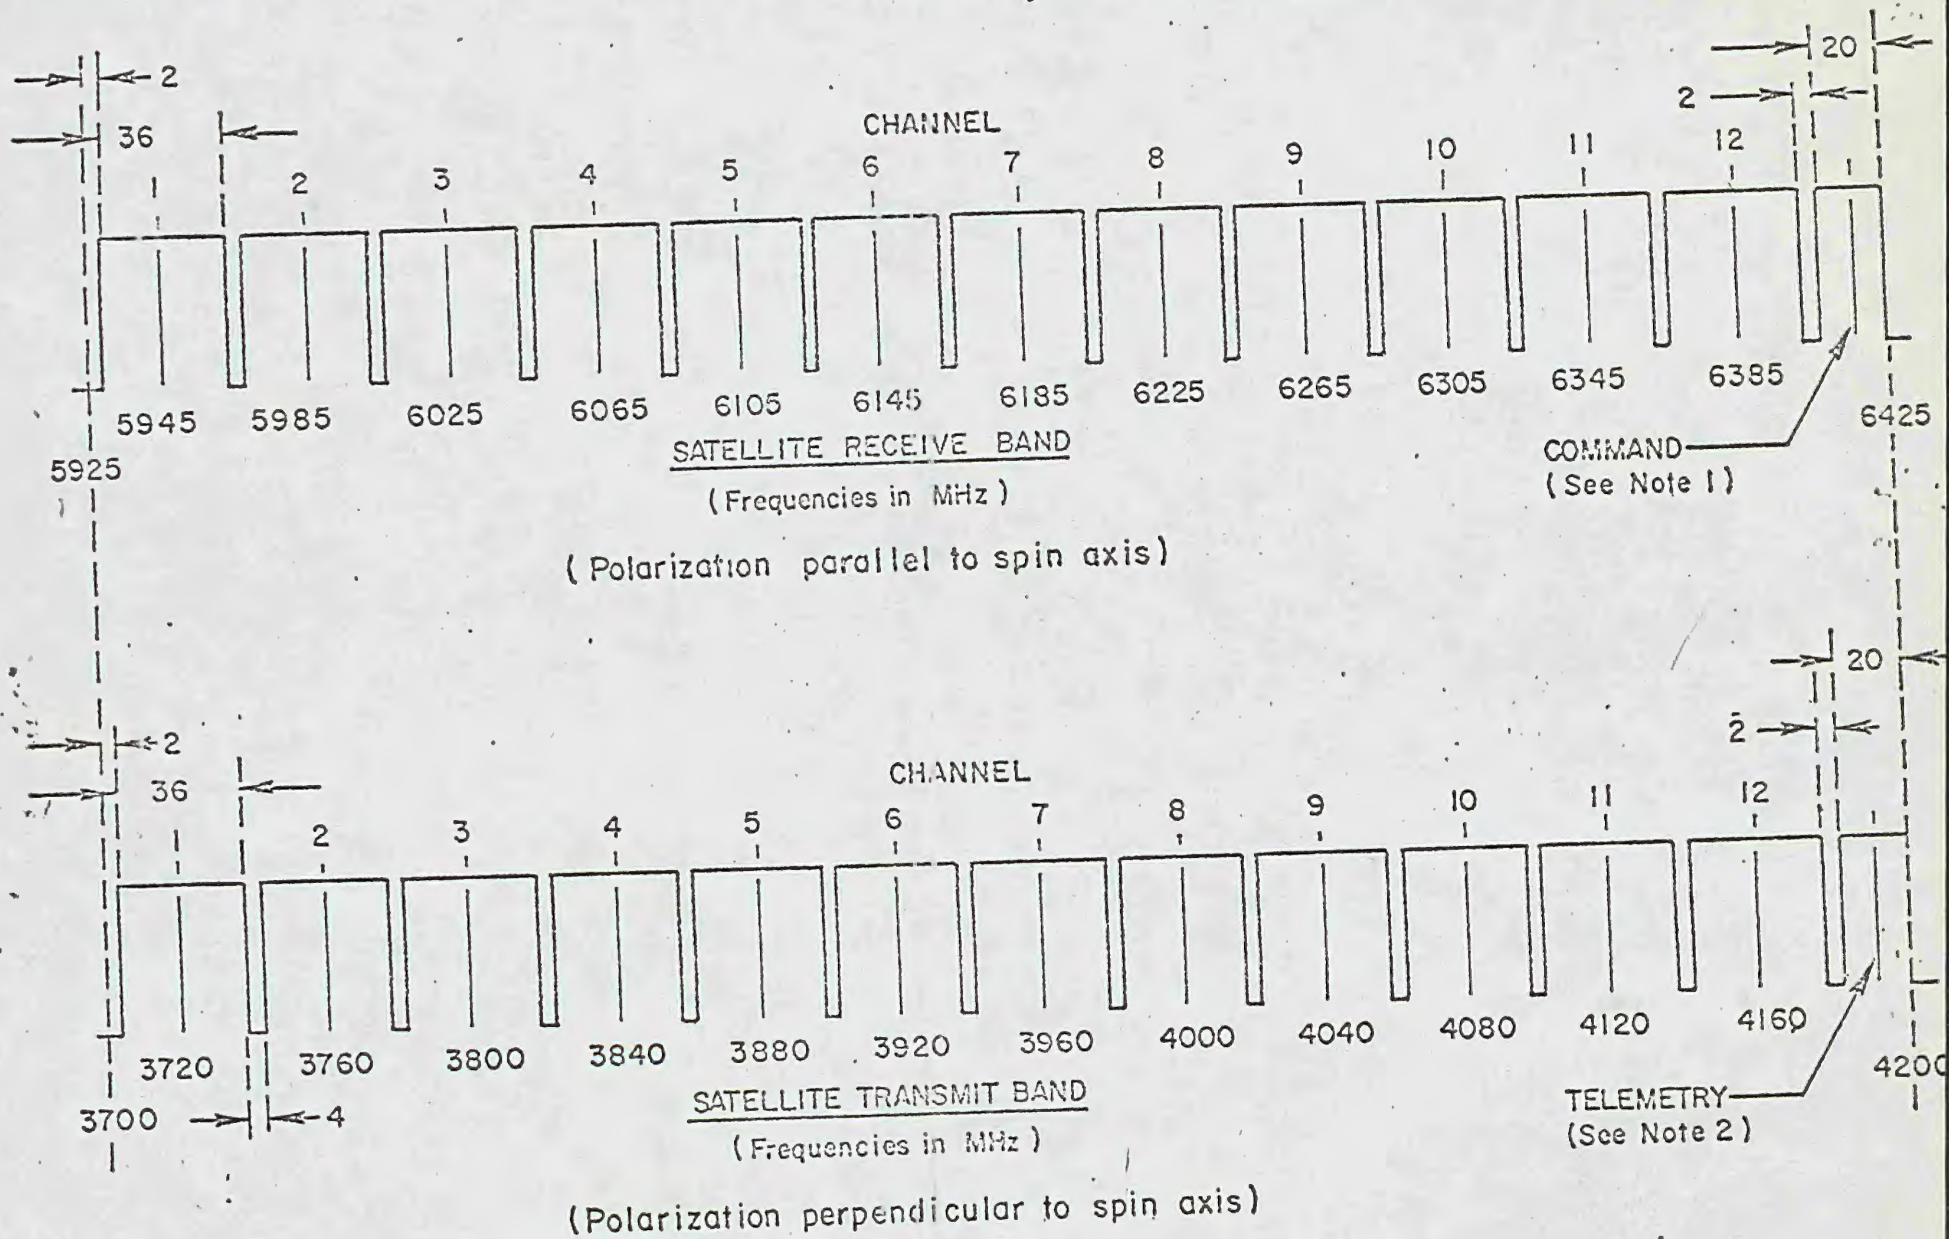 20
2
2
36
CHANNEL
1 2 3 4 5 6 7 8 9 10 11 12
5945 5985 6025 6065 6105 6145 6185 6225 6265 6305 6345 6385
5925
6425
SATELLITE RECEIVE BAND
(Frequencies in MHz)
COMMAND
(See Note 1)
(Polarization parallel to spin axis)
20
2
2
36
CHANNEL
1 2 3 4 5 6 7 8 9 10 11 12
3720 3760 3800 3840 3880 3920 3960 4000 4040 4080 4120 4160
3700
4
4200
SATELLITE TRANSMIT BAND
(Frequencies in MHz)
TELEMETRY
(See Note 2)
(Polarization perpendicular to spin axis)